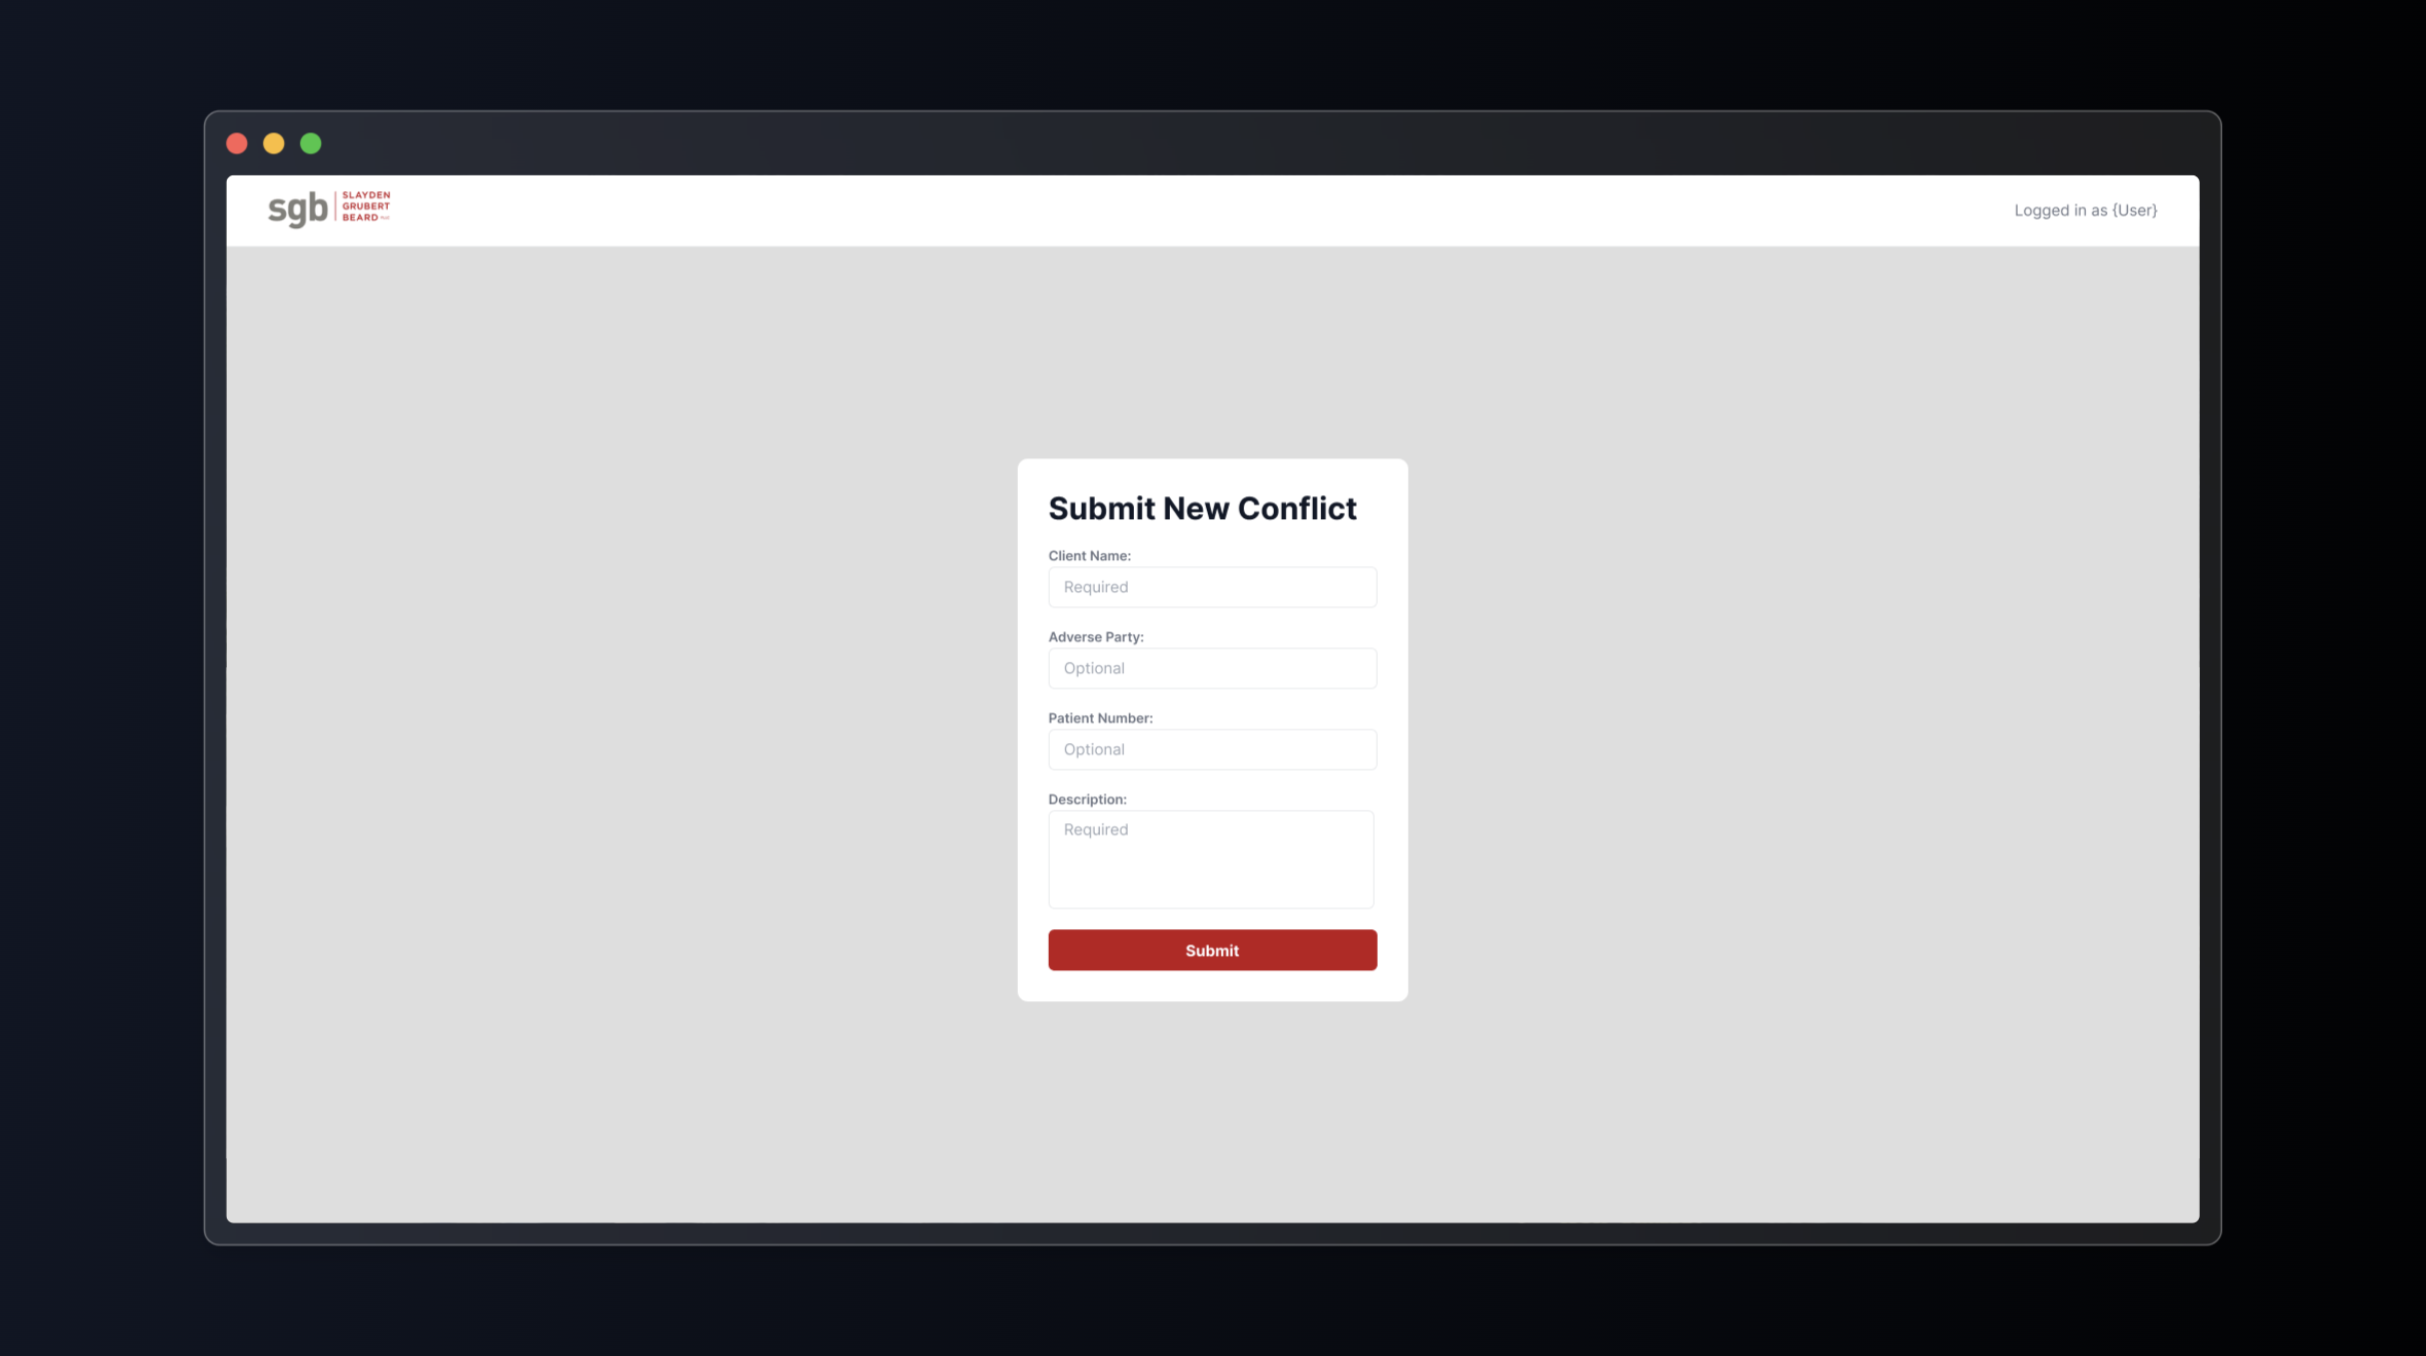 sgb
SLAYDEN
GRUBERT
BEARD
Logged in as {User}
Submit New Conflict
Client Name:
Required
Adverse Party:
Optional
Patient Number:
Optional
Description:
Required
Submit